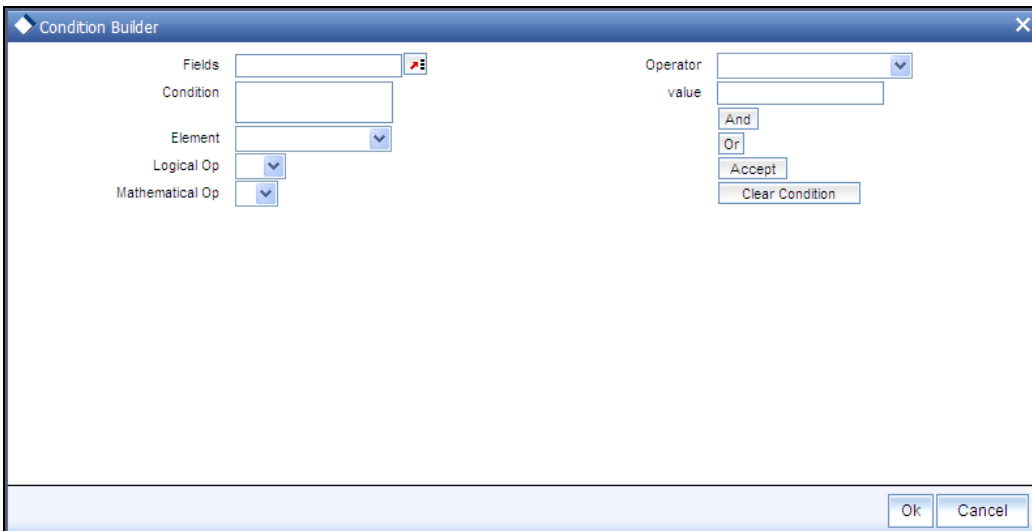 Condition Builder
Fields
Operator
Condition
value
And
Element
Or
Logical Op
Accept
Mathematical Op
Clear Condition
Ok
Cancel